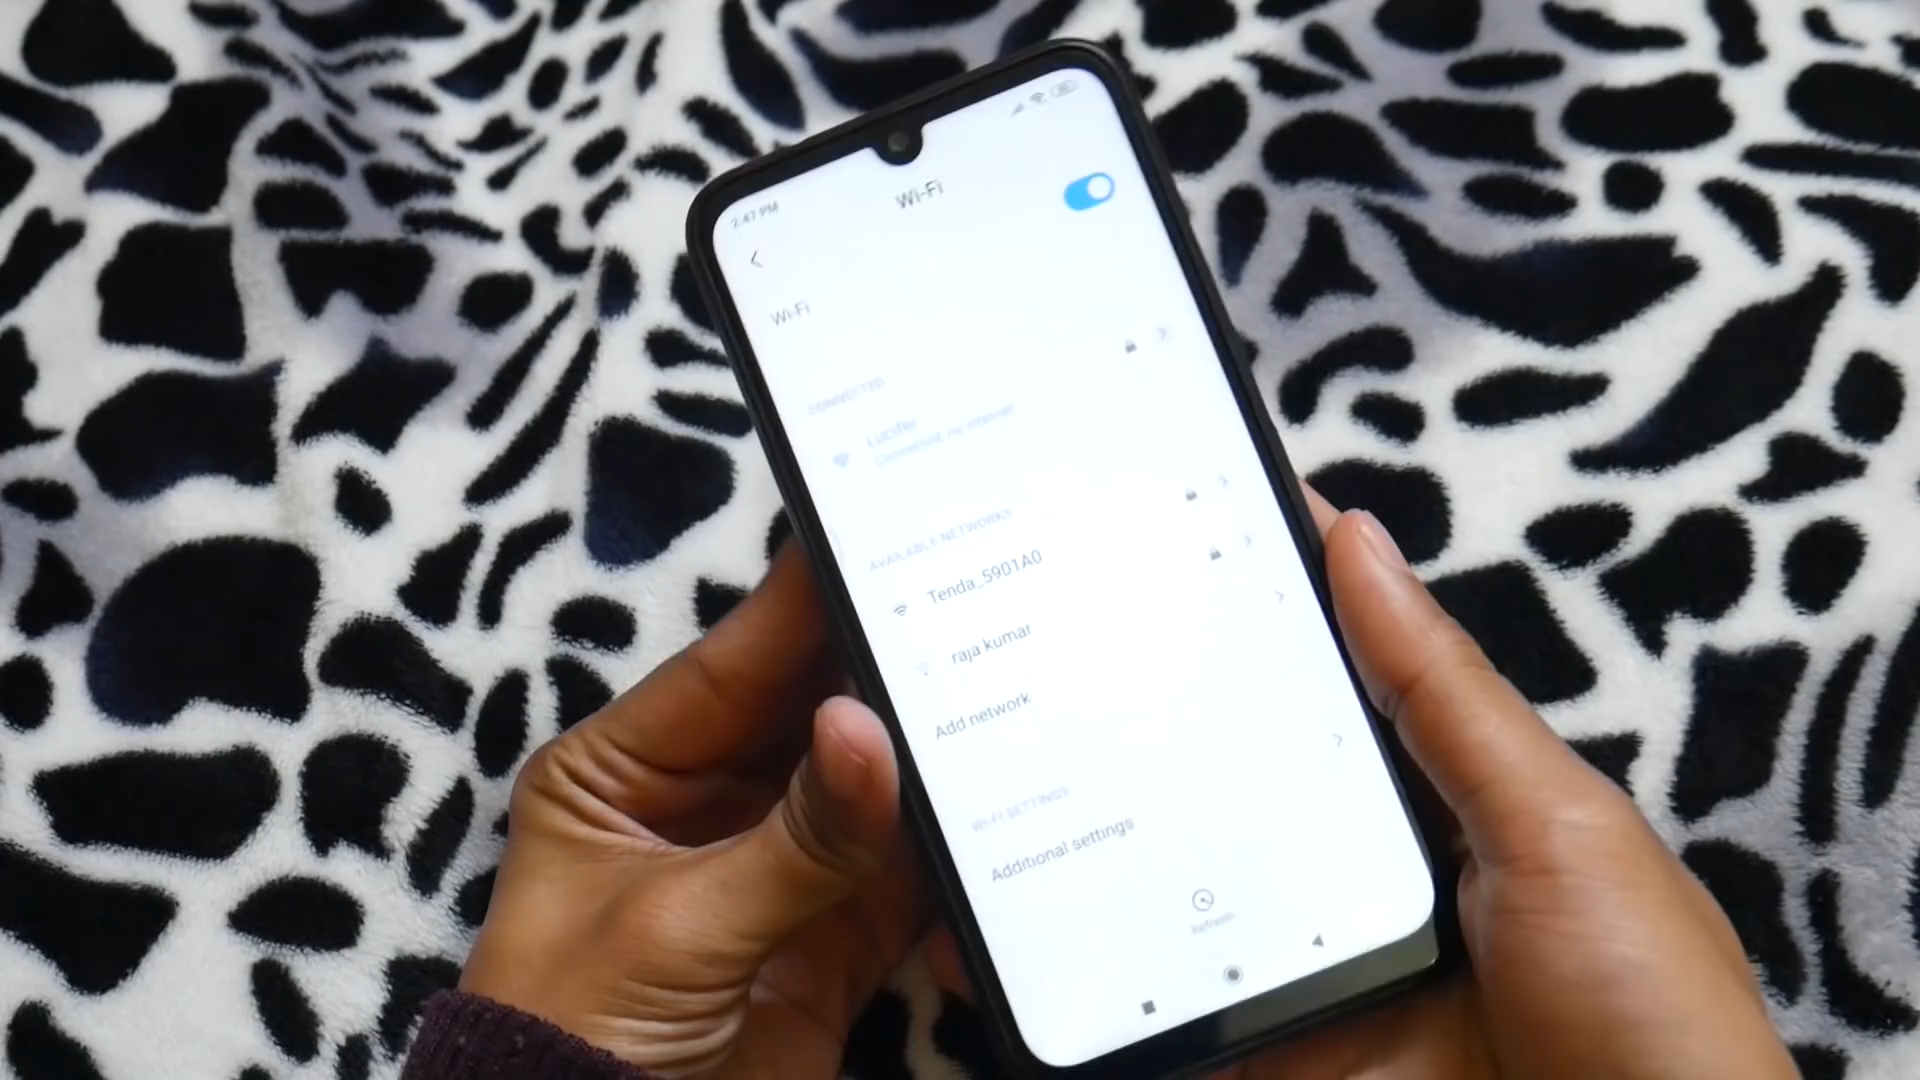 2:47 PM
Wi-Fi
Wi-Fi
CONNECTED
Lucifer
Connected, no internet
AVAILABLE NETWORKS
Tenda_5901A0
raja kumar
Add network
WI-FI SETTINGS
Additional settings
Refresh